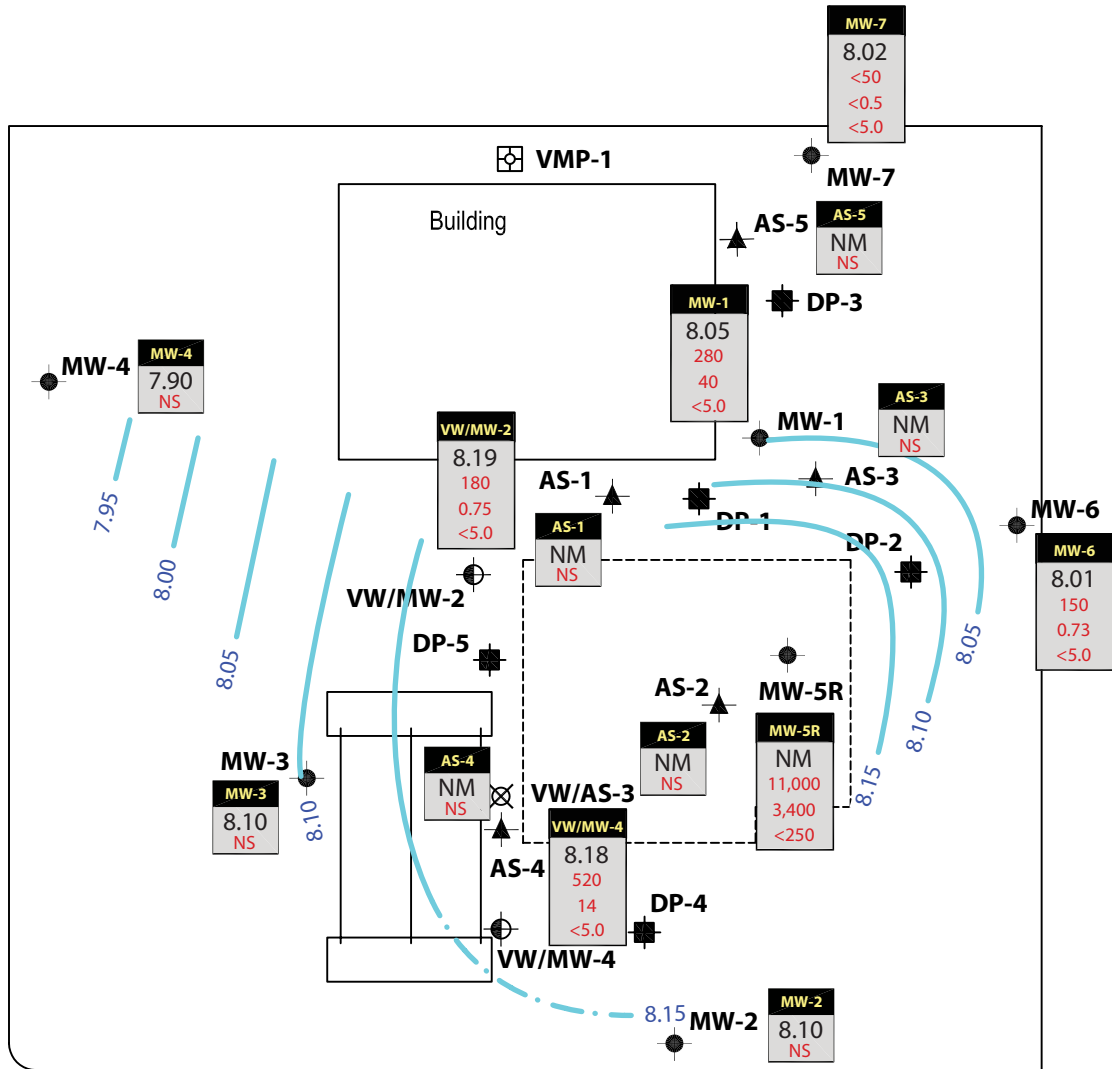 MW-7
8.02
<50
<0.5
<5.0
VMP-1
MW-7
Building
AS-5
AS-5
NM
NS
DP-3
MW-1
8.05
280
40
<5.0
MW-4
MW-4
7.90
NS
MW-1
AS-3
NM
NS
VW/MW-2
8.19
180
0.75
<5.0
AS-1
AS-3
DP-1
AS-1
NM
NS
MW-6
MW-6
8.01
150
0.73
<5.0
DP-2
7.95
8.00
8.05
VW/MW-2
DP-5
8.05
8.10
8.15
AS-2
MW-5R
AS-2
NM
NS
MW-5R
NM
11,000
3,400
<250
MW-3
MW-3
8.10
NS
8.10
AS-4
NM
NS
VW/AS-3
VW/MW-4
8.18
520
14
<5.0
AS-4
DP-4
VW/MW-4
8.15
MW-2
MW-2
8.10
NS